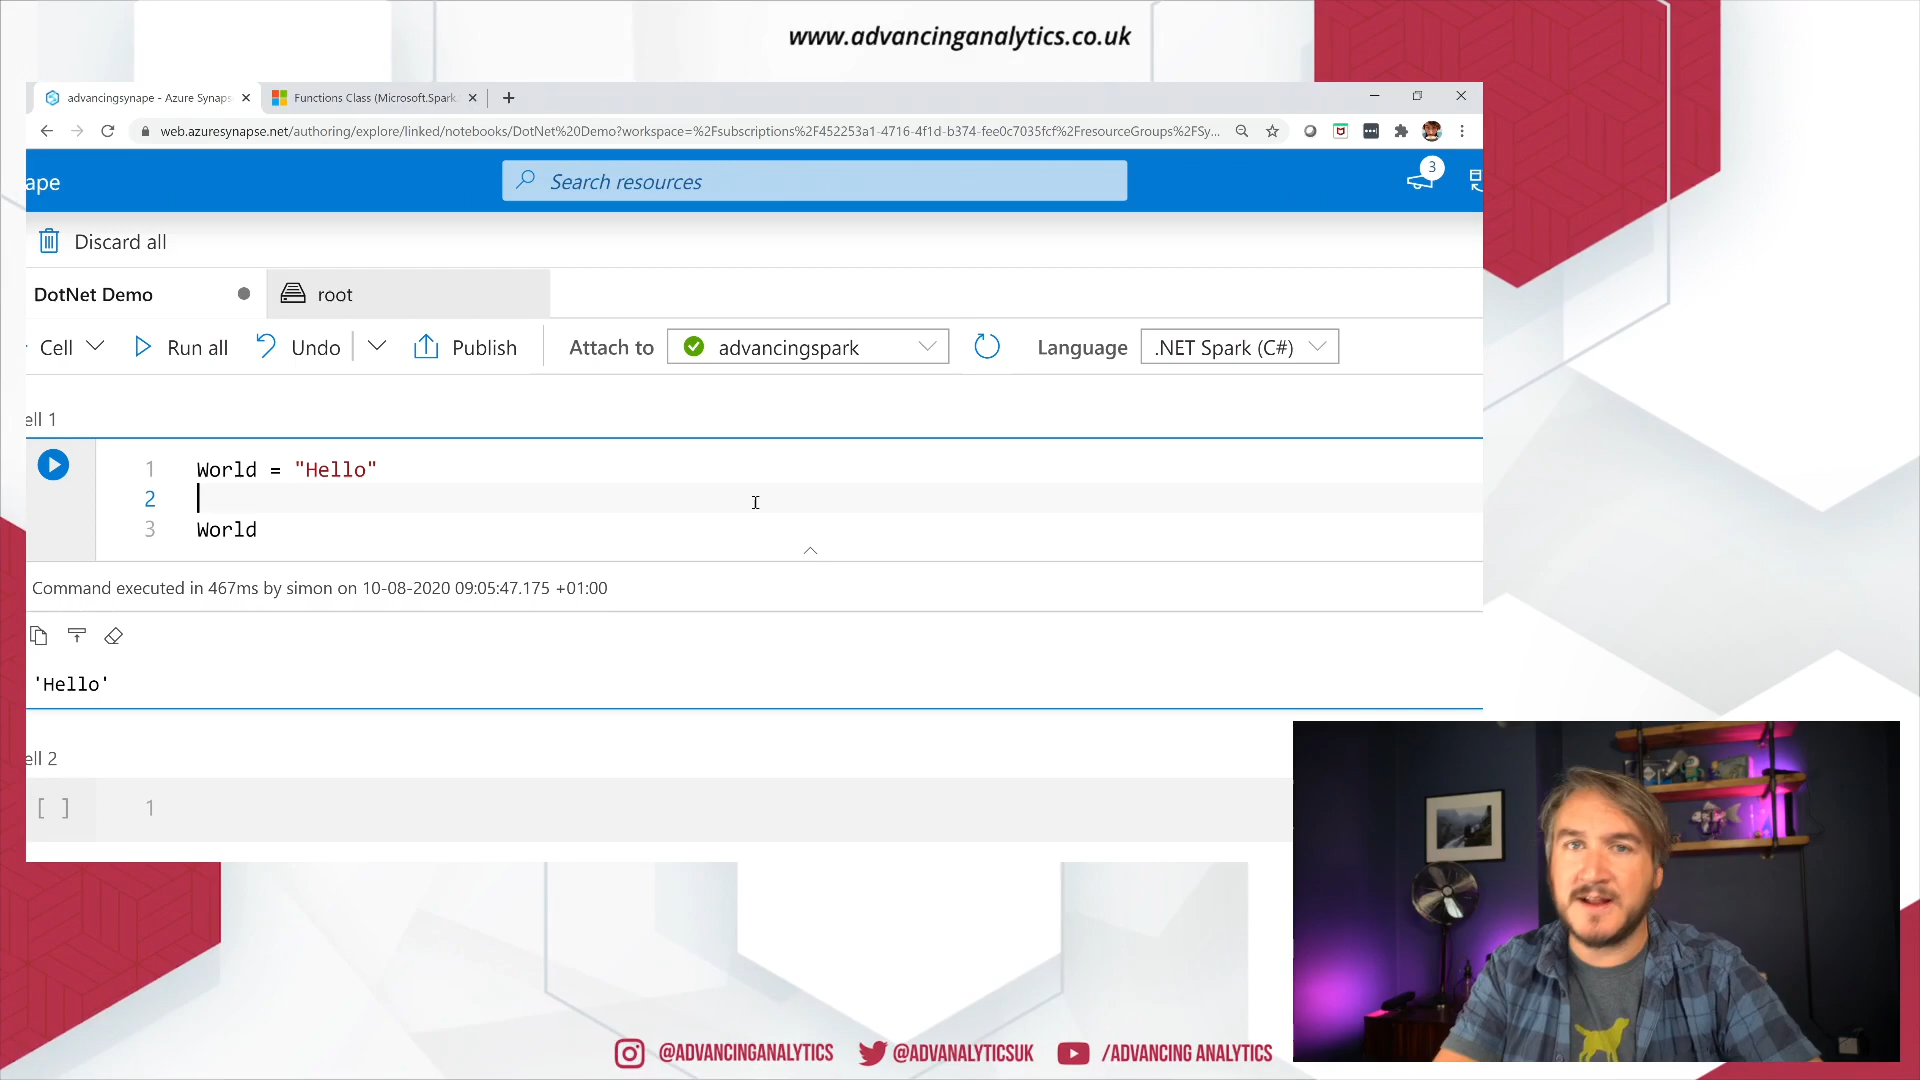 www.advancinganalytics.co.uk
advancingsynape - Azure Synaps
Functions Class (Microsoft.Spark.
web.azuresynapse.net/authoring/explore/linked/notebooks/DotNet%20Demo?workspace=%2Fsubscriptions%2F452253a1-4716-4f1d-b374-fee0c7035fcf%2FresourceGroups%2FSy...
ape
Search resources
3
Discard all
DotNet Demo
root
Cell
Run all
Undo
Publish
Attach to
advancingspark
Language
.NET Spark (C#)
ell 1
1 World = "Hello"
2
3 World
Command executed in 467ms by simon on 10-08-2020 09:05:47.175 +01:00
'Hello'
ell 2
[ ] 1
@ADVANCINGANALYTICS
@ADVANALYTICSUK
/ADVANCING ANALYTICS